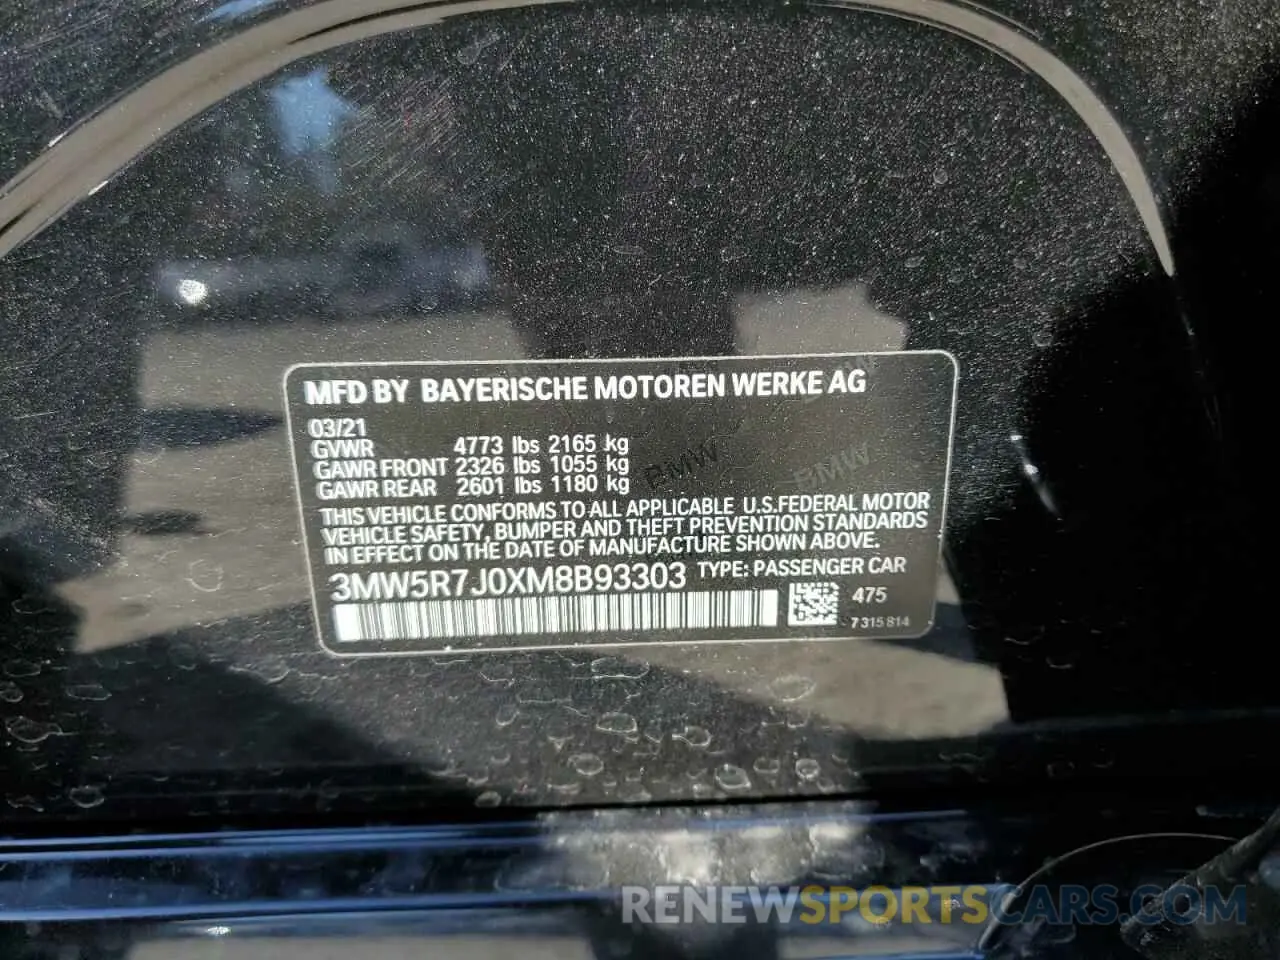 MFD BY BAYERISCHE MOTOREN WERKE AG
03/21
GVWR 4773 lbs 2165 kg
GAWR FRONT 2326 lbs 1055 kg
GAWR REAR 2601 lbs 1180 kg
BMW BMW
THIS VEHICLE CONFORMS TO ALL APPLICABLE U.S.FEDERAL MOTOR
VEHICLE SAFETY, BUMPER AND THEFT PREVENTION STANDARDS
IN EFFECT ON THE DATE OF MANUFACTURE SHOWN ABOVE.
3MW5R7J0XM8B93303 TYPE: PASSENGER CAR
475
7315814
RENEWSPORTSCARS.COM